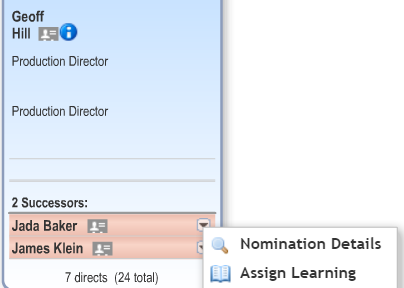 Geoff
Hill
Production Director
Production Director
2 Successors:
Jada Baker
James Klein
7 directs (24 total)
Nomination Details
Assign Learning